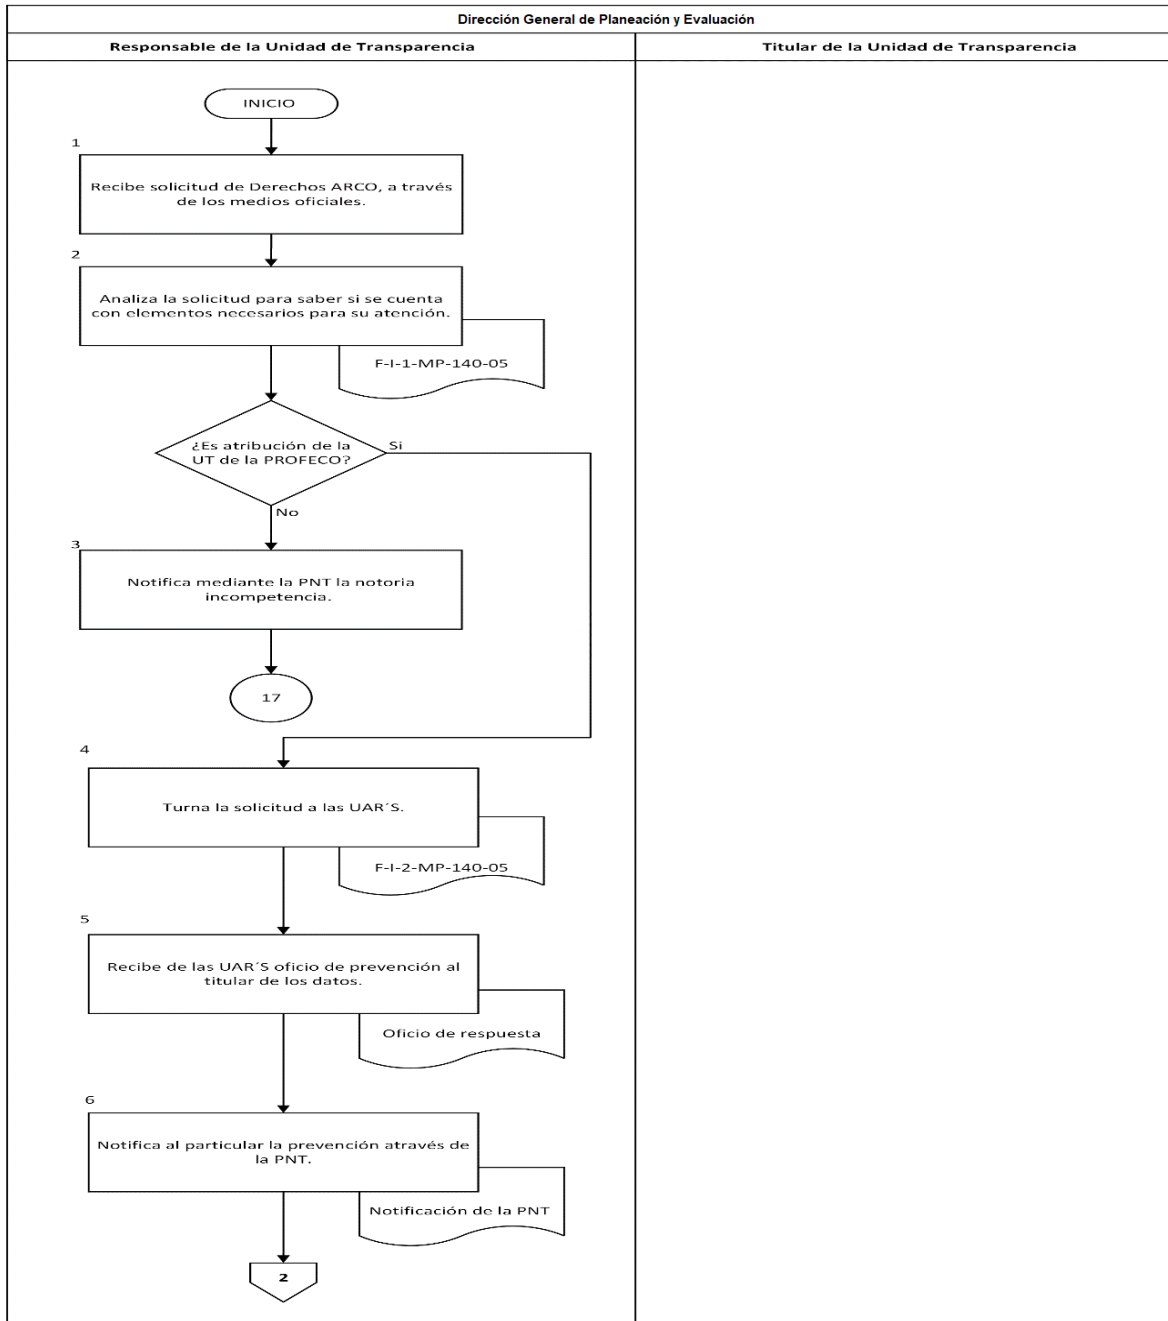 Dirección General de Planeación y Evaluación
Responsable de la Unidad de Transparencia
Titular de la Unidad de Transparencia
INICIO
1
Recibe solicitud de Derechos ARCO, a través
de los medios oficiales.
2
Analiza la solicitud para saber si se cuenta
con elementos necesarios para su atención.
F-I-1-MP-140-05
¿Es atribución de la
UT de la PROFECO?
Si
No
3
Notifica mediante la PNT la notoria
incompetencia.
17
4
Turna la solicitud a las UAR´S.
F-I-2-MP-140-05
5
Recibe de las UAR´S oficio de prevención al
titular de los datos.
Oficio de respuesta
6
Notifica al particular la prevención através de
la PNT.
Notificación de la PNT
2